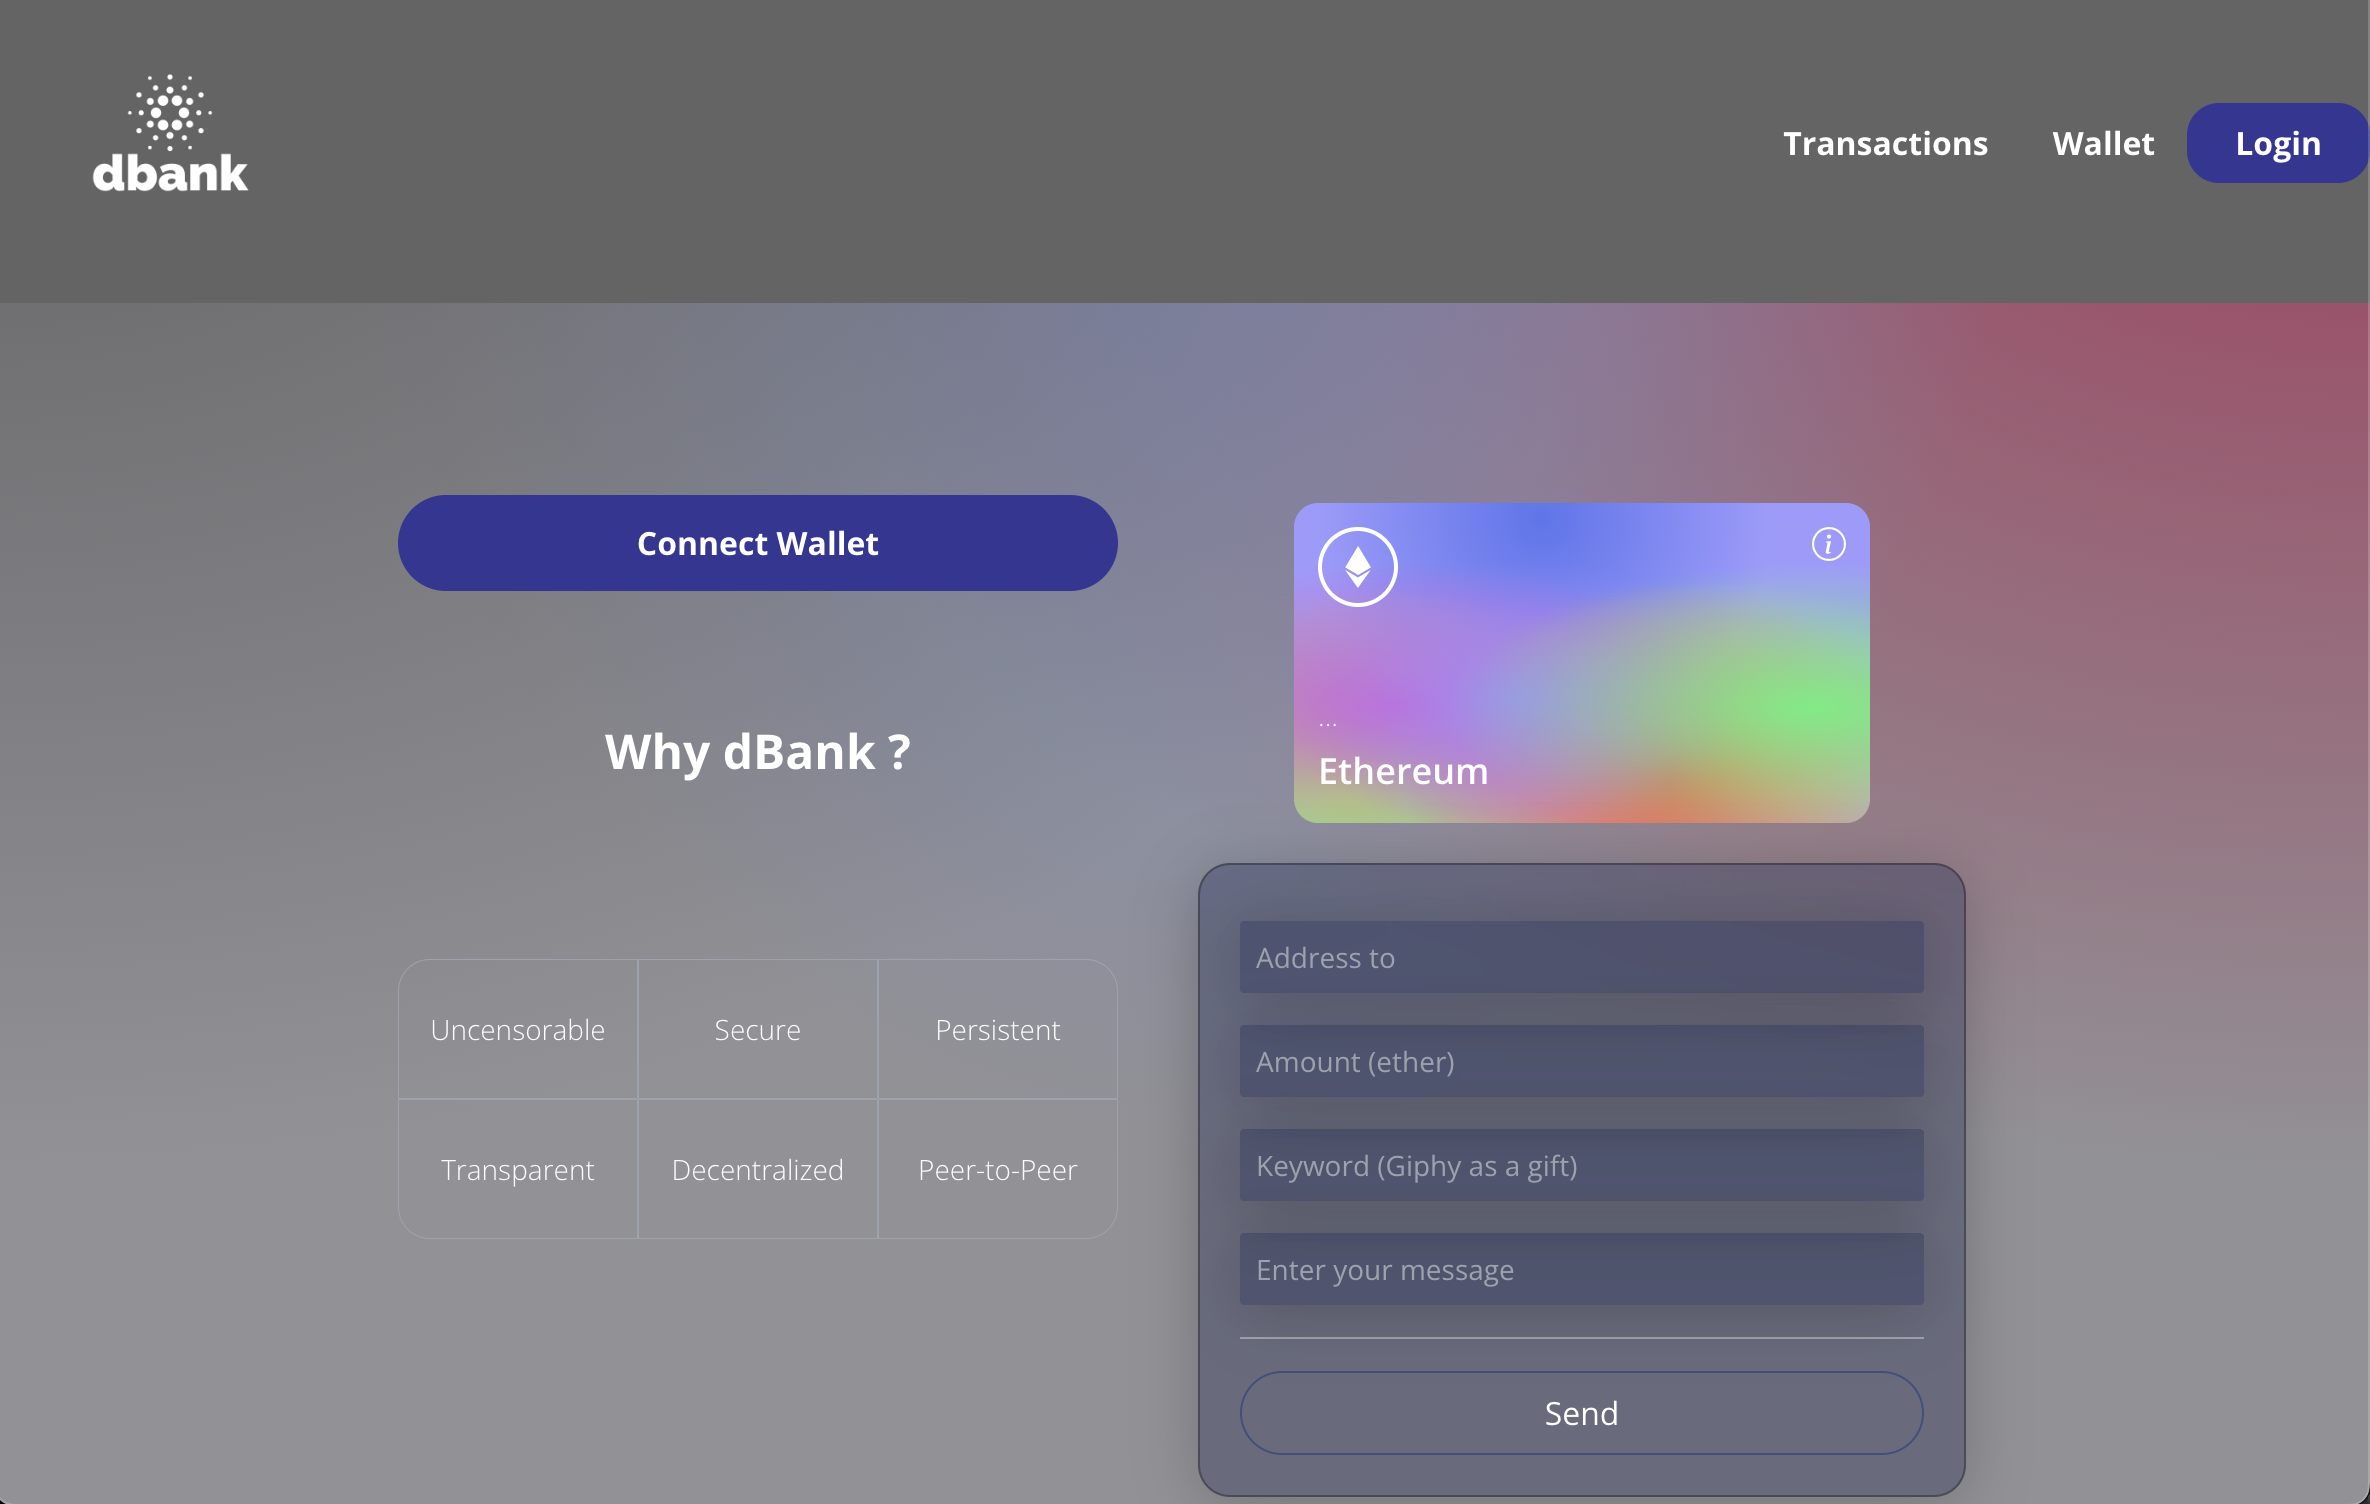 dbank
Transactions
Wallet
Login
Connect Wallet
Why dBank ?
Uncensorable
Secure
Persistent
Transparent
Decentralized
Peer-to-Peer
i
...
Ethereum
Address to
Amount (ether)
Keyword (Giphy as a gift)
Enter your message
Send